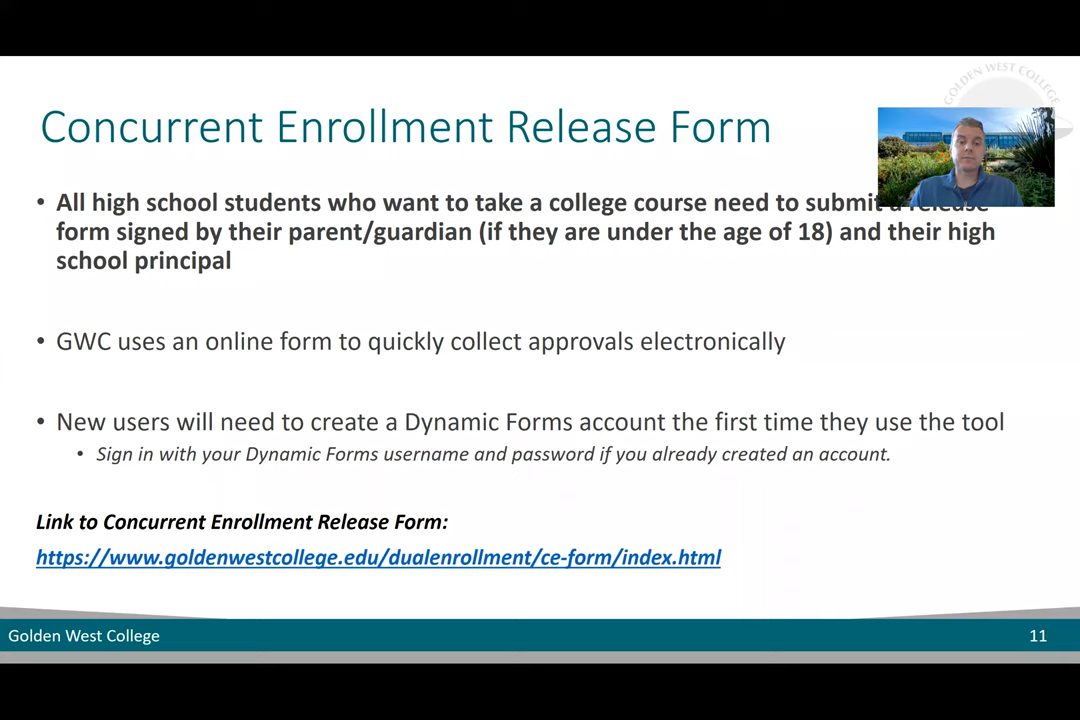 GOLDEN WEST COLLEGE
Concurrent Enrollment Release Form
• All high school students who want to take a college course need to submit a release
form signed by their parent/guardian (if they are under the age of 18) and their high
school principal
• GWC uses an online form to quickly collect approvals electronically
• New users will need to create a Dynamic Forms account the first time they use the tool
• Sign in with your Dynamic Forms username and password if you already created an account.
Link to Concurrent Enrollment Release Form:
https://www.goldenwestcollege.edu/dualenrollment/ce-form/index.html
Golden West College
11